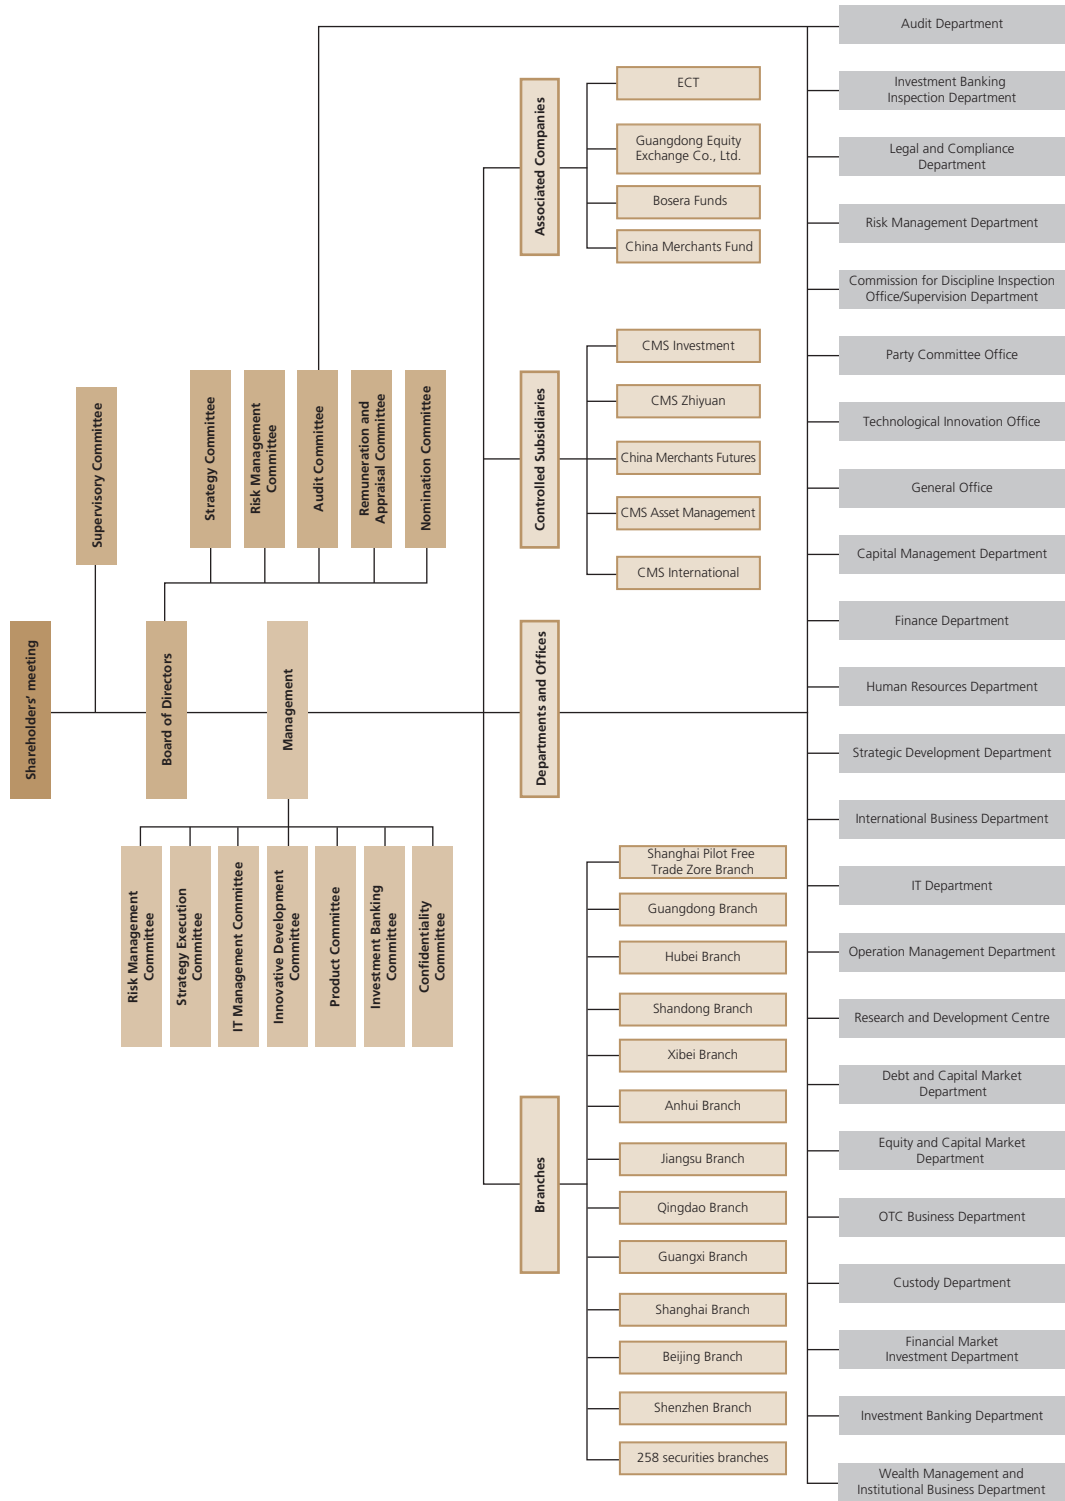 Shareholders’ meeting
Supervisory Committee
Board of Directors
Strategy Committee
Risk Management
Committee
Audit Committee
Remuneration and
Appraisal Committee
Nomination Committee
Management
Risk Management
Committee
Strategy Execution
Committee
IT Management Committee
Innovative Development
Committee
Product Committee
Investment Banking
Committee
Confidentiality
Committee
Associated Companies
ECT
Guangdong Equity
Exchange Co., Ltd.
Bosera Funds
China Merchants Fund
Controlled Subsidiaries
CMS Investment
CMS Zhiyuan
China Merchants Futures
CMS Asset Management
CMS International
Departments and Offices
Branches
Shanghai Pilot Free
Trade Zore Branch
Guangdong Branch
Hubei Branch
Shandong Branch
Xibei Branch
Anhui Branch
Jiangsu Branch
Qingdao Branch
Guangxi Branch
Shanghai Branch
Beijing Branch
Shenzhen Branch
258 securities branches
Audit Department
Investment Banking
Inspection Department
Legal and Compliance
Department
Risk Management Department
Commission for Discipline Inspection
Office/Supervision Department
Party Committee Office
Technological Innovation Office
General Office
Capital Management Department
Finance Department
Human Resources Department
Strategic Development Department
International Business Department
IT Department
Operation Management Department
Research and Development Centre
Debt and Capital Market
Department
Equity and Capital Market
Department
OTC Business Department
Custody Department
Financial Market
Investment Department
Investment Banking Department
Wealth Management and
Institutional Business Department